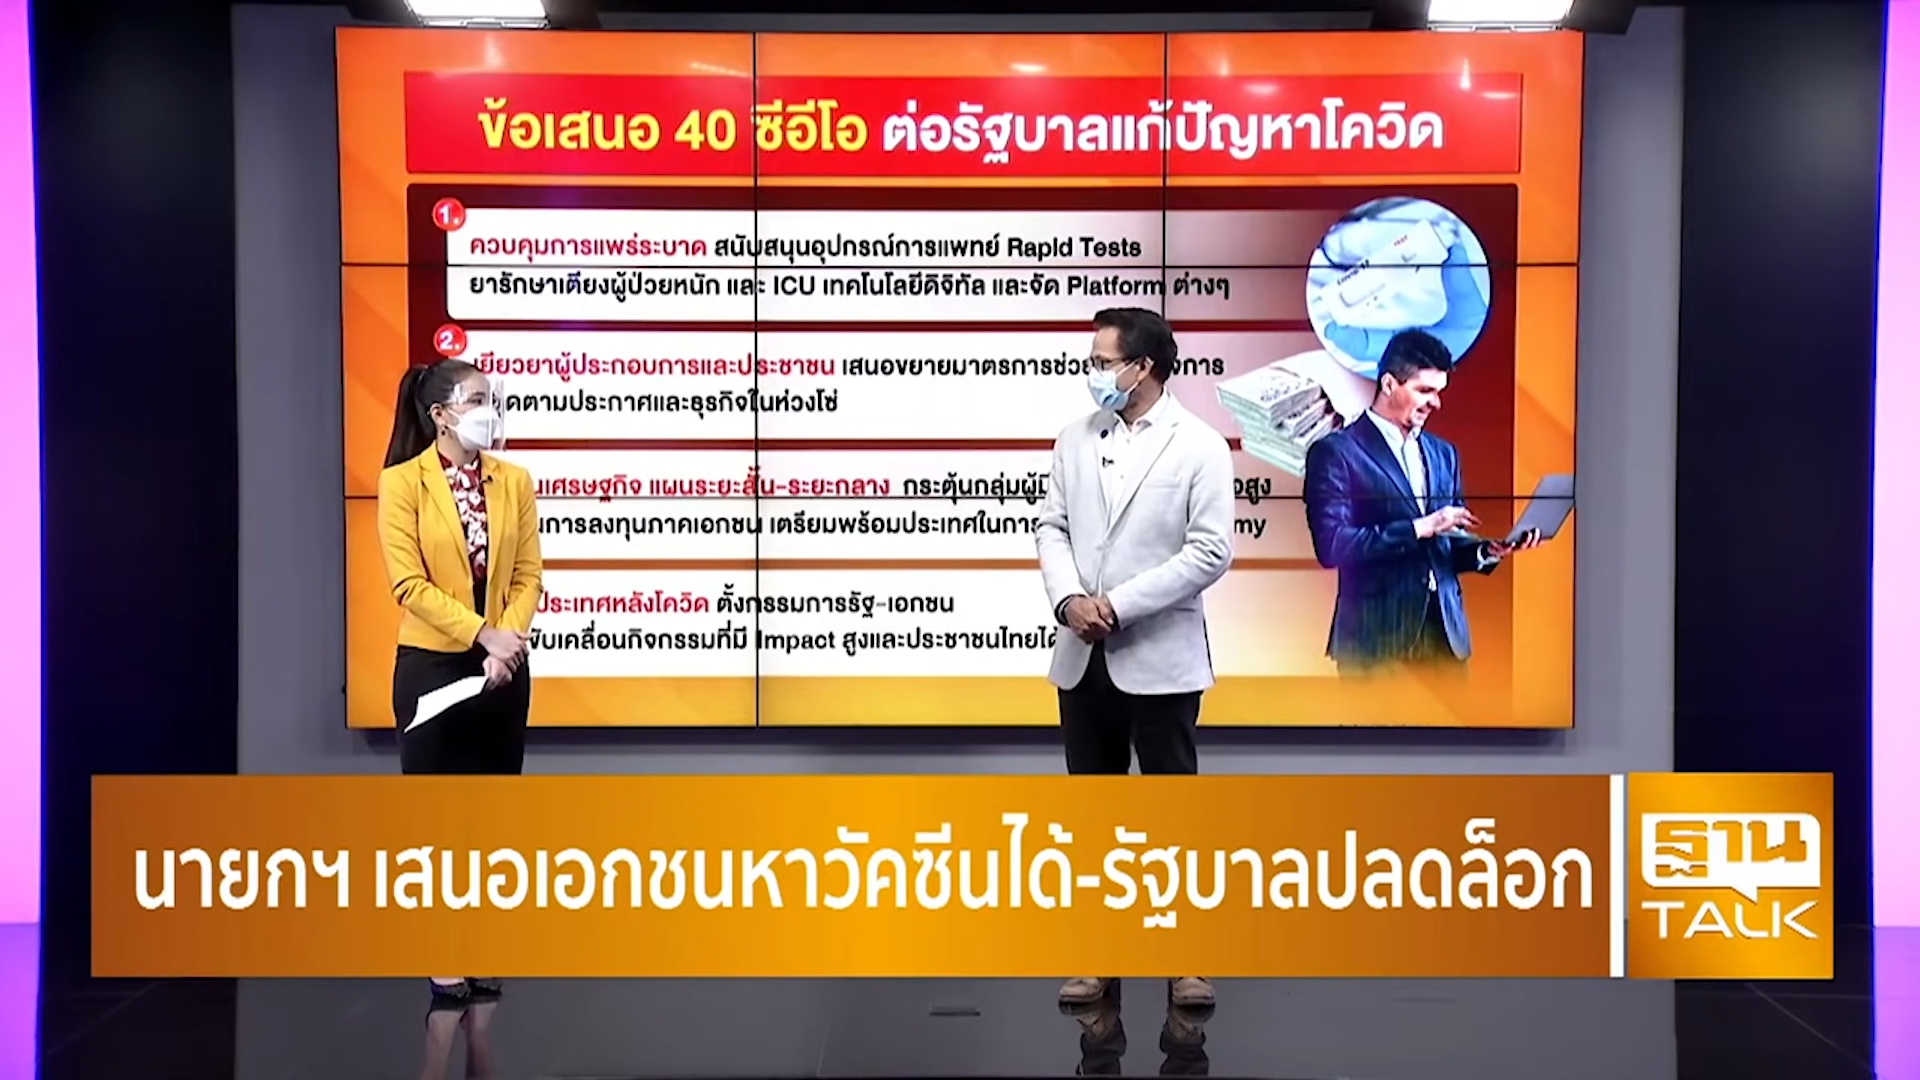 ข้อเสนอ 40 ซีอีโอ ต่อรัฐบาลแก้ปัญหาโควิด
1.
ควบคุมการแพร่ระบาด สนับสนุนอุปกรณ์การแพทย์ Rapid Tests
ยารักษาเตียงผู้ป่วยหนัก และ ICU เทคโนโลยีดิจิทัล และจัด Platform ต่างๆ
2.
เยียวยาผู้ประกอบการและประชาชน เสนอขยายมาตรการช่วย
ตามประกาศและธุรกิจในห่วงโซ่
เศรษฐกิจ แผนระยะสั้น-ระยะกลาง กระตุ้นกลุ่มผู้มี สูง
การลงทุนภาคเอกชน เตรียมพร้อมประเทศในการ
ประเทศหลังโควิด ตั้งกรรมการรัฐ-เอกชน
ขับเคลื่อนกิจกรรมที่มี Impact สูงและประชาชนไทยได้
นายกฯ เสนอเอกชนหาวัคซีนได้-รัฐบาลปลดล็อก
ฐาน
TALK